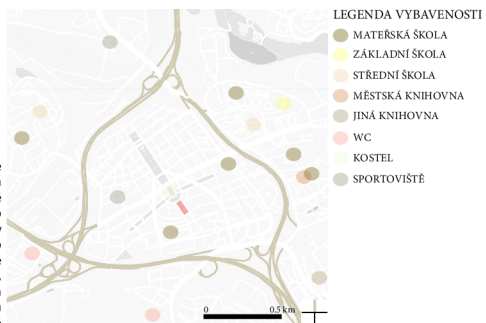 LEGENDA VYBAVENOSTI
MATEŘSKÁ ŠKOLA
ZÁKLADNÍ ŠKOLA
STŘEDNÍ ŠKOLA
MĚSTSKÁ KNIHOVNA
JINÁ KNIHOVNA
WC
KOSTEL
SPORTOVIŠTĚ
0 0.5 km